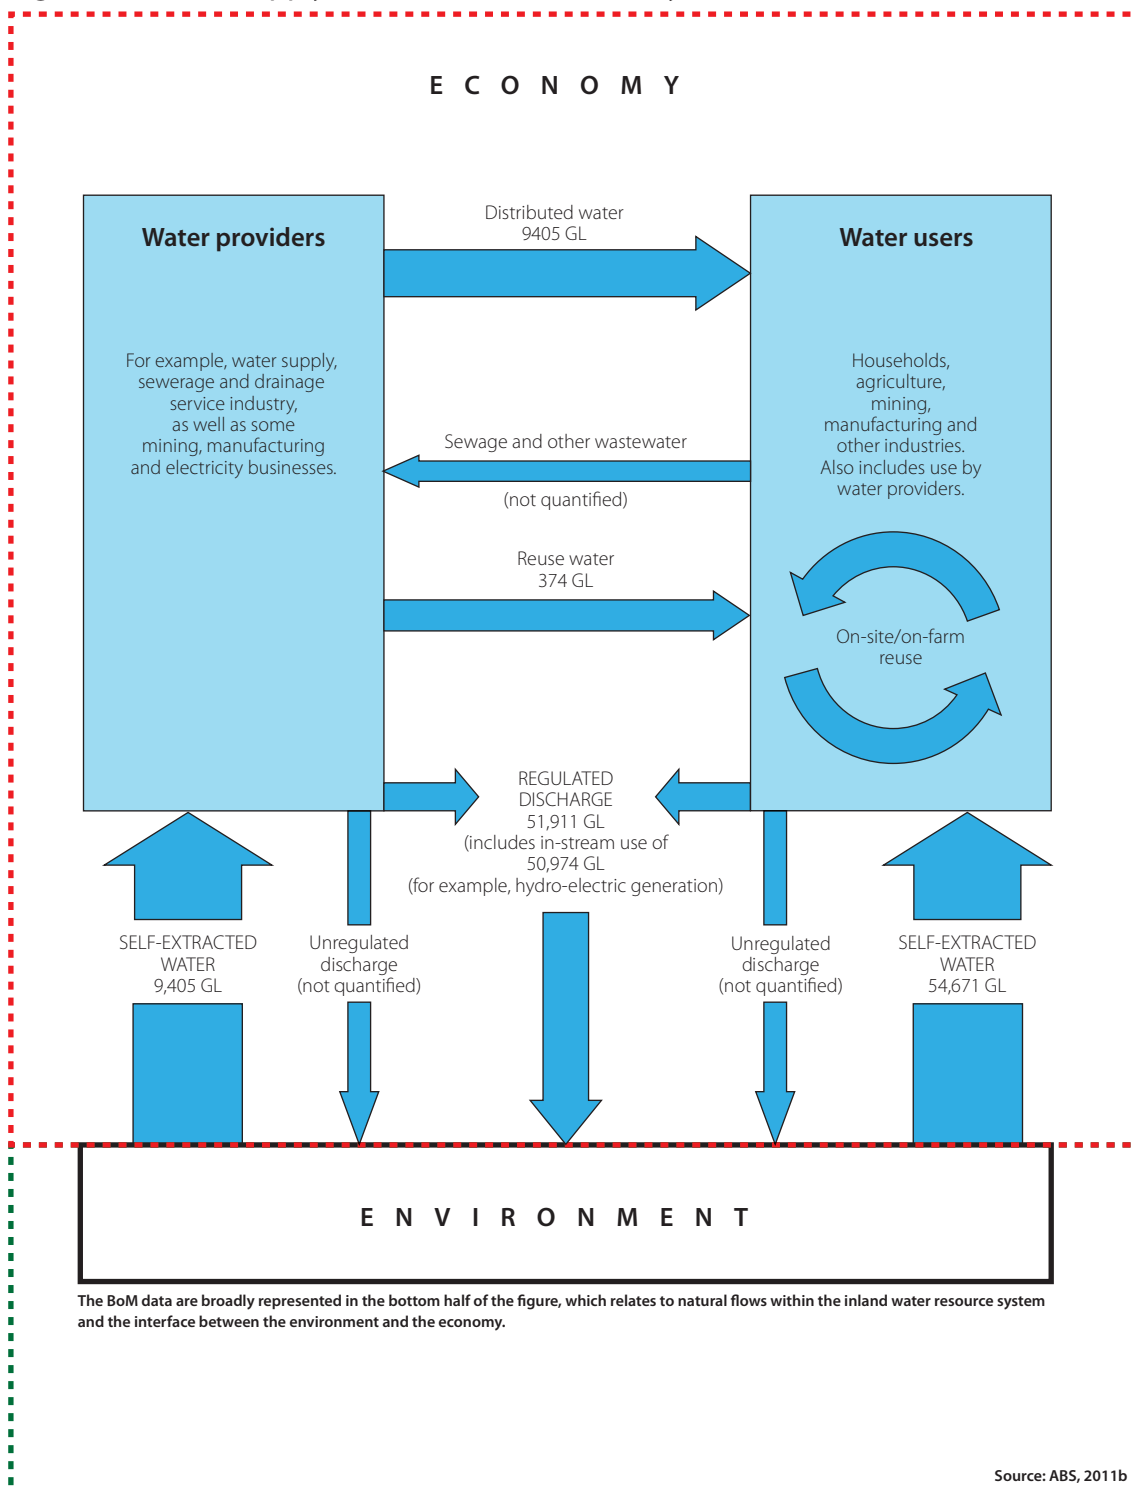 E C O N O M Y
Water providers
For example, water supply,
sewerage and drainage
service industry,
as well as some
mining, manufacturing
and electricity businesses.
Distributed water
9405 GL
Sewage and other wastewater
(not quantified)
Reuse water
374 GL
Water users
Households,
agriculture,
mining,
manufacturing and
other industries.
Also includes use by
water providers.
On-site/on-farm
reuse
REGULATED
DISCHARGE
51,911 GL
(includes in-stream use of
50,974 GL
(for example, hydro-electric generation)
SELF-EXTRACTED
WATER
9,405 GL
Unregulated
discharge
(not quantified)
Unregulated
discharge
(not quantified)
SELF-EXTRACTED
WATER
54,671 GL
E N V I R O N M E N T
The BoM data are broadly represented in the bottom half of the figure, which relates to natural flows within the inland water resource system
and the interface between the environment and the economy.
Source: ABS, 2011b